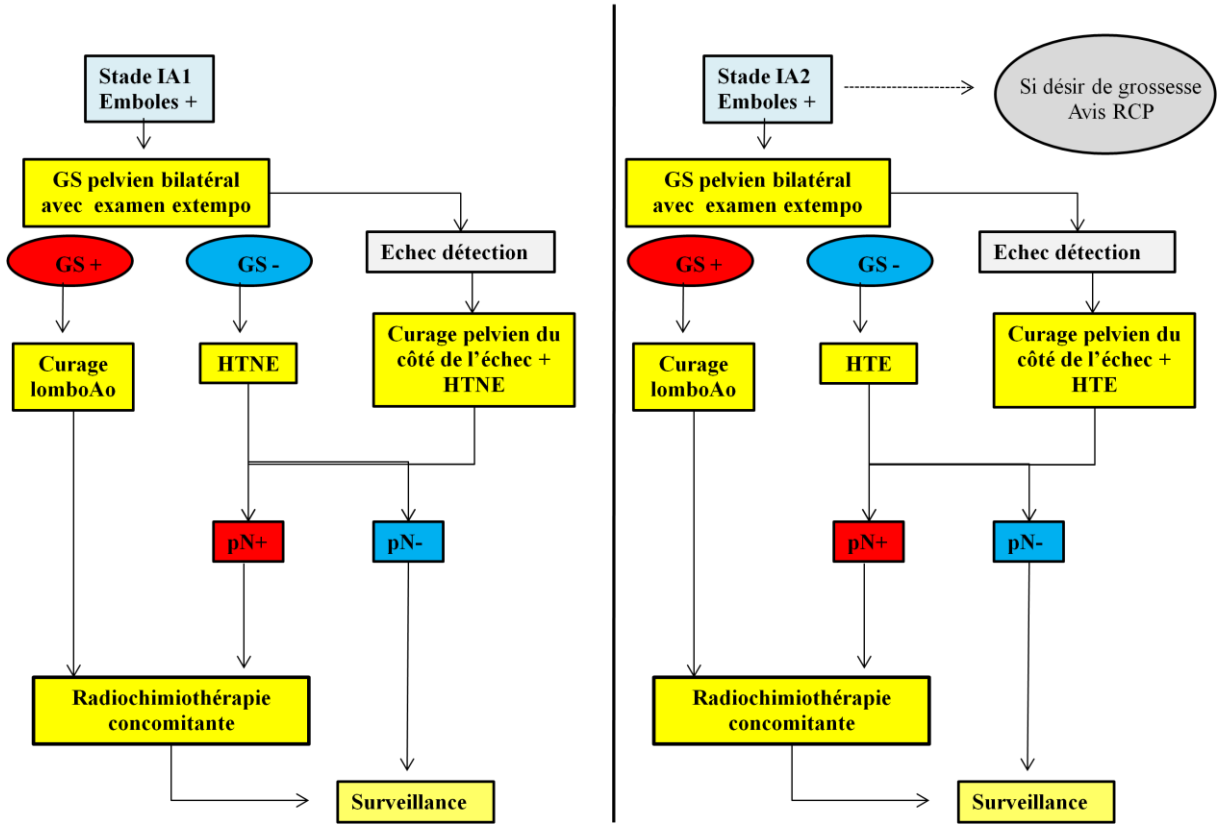 Stade IA1
Emboles +
GS pelvien bilatéral
avec examen extempo
GS +
GS -
Echec détection
Curage
lomboAo
HTNE
Curage pelvien du
côté de l'échec +
HTNE
pN+
pN-
Radiochimiothérapie
concomitante
Surveillance
Stade IA2
Emboles +
Si désir de grossesse
Avis RCP
GS pelvien bilatéral
avec examen extempo
GS +
GS -
Echec détection
Curage
lomboAo
HTE
Curage pelvien du
côté de l'échec +
HTE
pN+
pN-
Radiochimiothérapie
concomitante
Surveillance